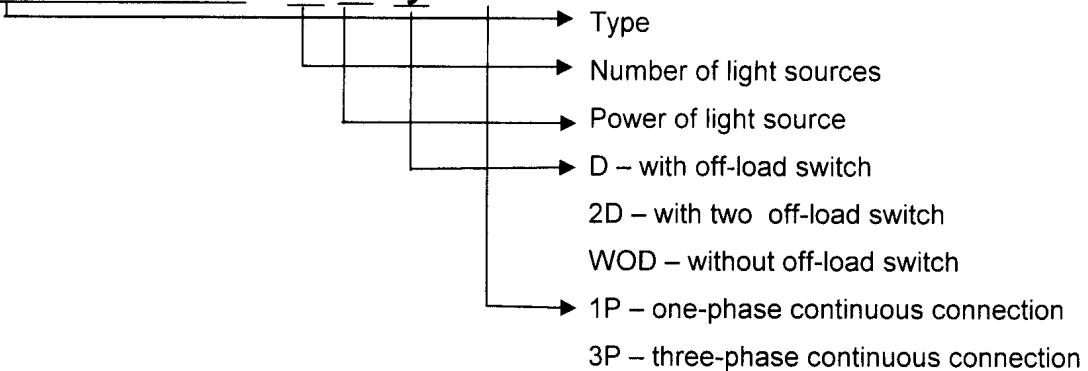 Type
Number of light sources
Power of light source
D – with off-load switch
2D – with two off-load switch
WOD – without off-load switch
1P – one-phase continuous connection
3P – three-phase continuous connection